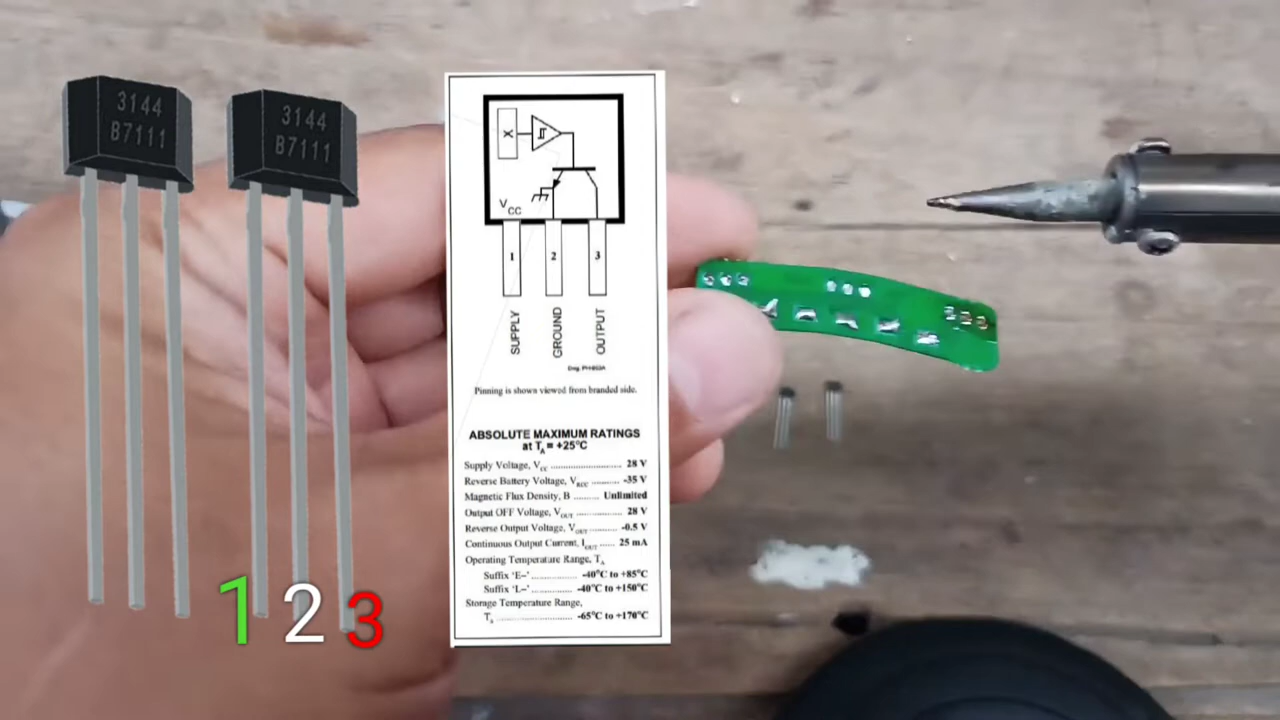 3144
B7111
3144
B7111
1 2 3
X
VCC
1 2 3
SUPPLY
GROUND
OUTPUT
Pinning is shown viewed from branded side.
ABSOLUTE MAXIMUM RATINGS
at TA = +25°C
Supply Voltage, VCC ........................ 28 V
Reverse Battery Voltage, VRCC ......... -35 V
Magnetic Flux Density, B ......... Unlimited
Output OFF Voltage, VOUT ................ 28 V
Reverse Output Voltage, VOUT ........ -0.5 V
Continuous Output Current, IOUT ...... 25 mA
Operating Temperature Range, TA
Suffix 'E–' ............... -40°C to +85°C
Suffix 'L–' ............. -40°C to +150°C
Storage Temperature Range,
TS ........................ -65°C to +170°C